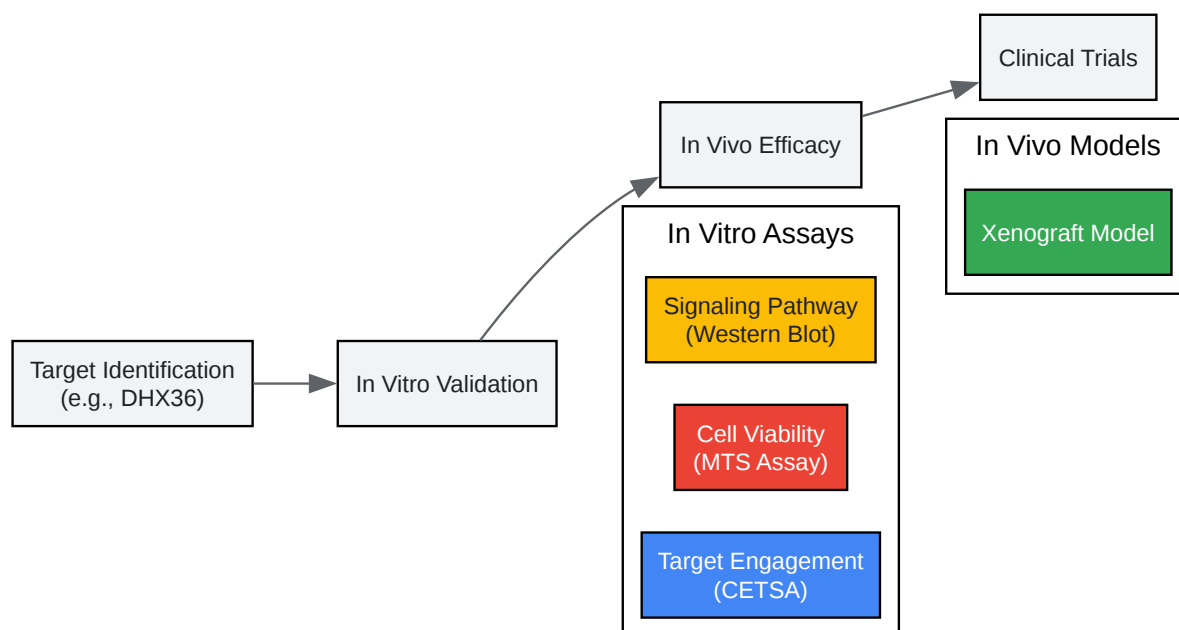 Clinical Trials
In Vivo Efficacy
In Vivo Models
Xenograft Model
In Vitro Assays
Signaling Pathway
(Western Blot)
Target Identification
(e.g., DHX36)
In Vitro Validation
Cell Viability
(MTS Assay)
Target Engagement
(CETSA)